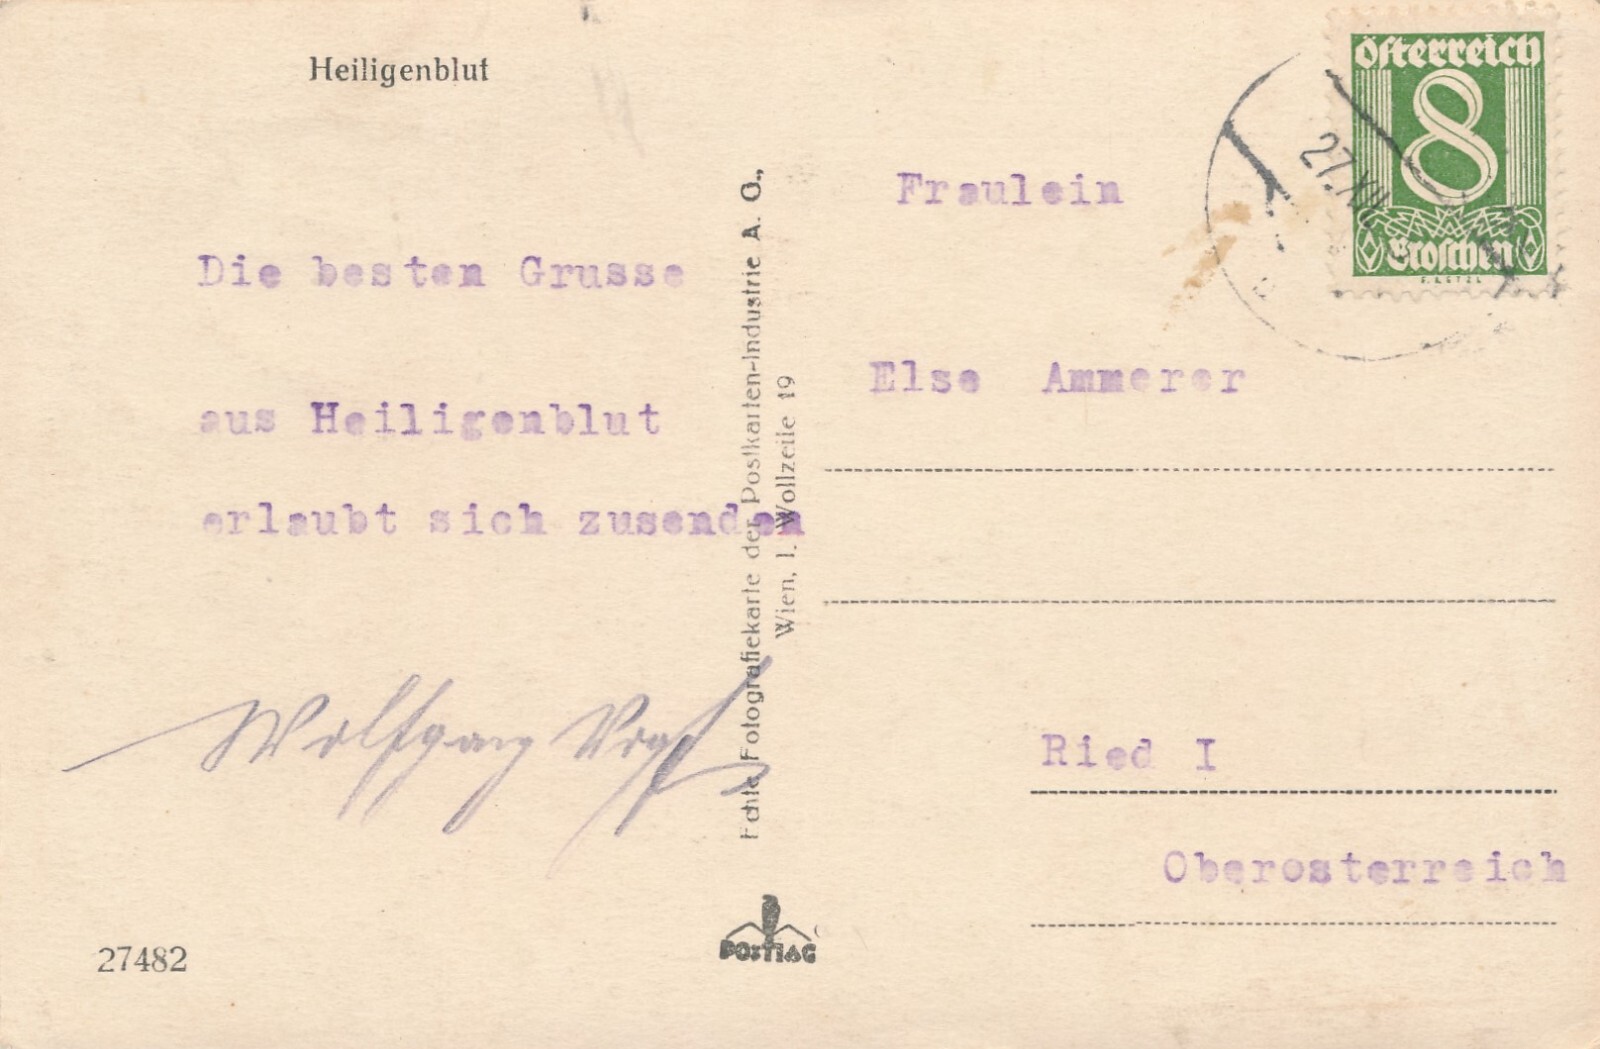 Heiligenblut
Die besten Grusse
aus Heiligenblut
erlaubt sich zusenden
Wolfgang
27482
Echte Fotografiekarte der Postkarten-Industrie A. G.,
Wien, I. Wollzeile 19
POSTIAG
Österreich
8
Groschen
27.VII
Fraulein
Else Ammerer
Ried I
Oberosterreich